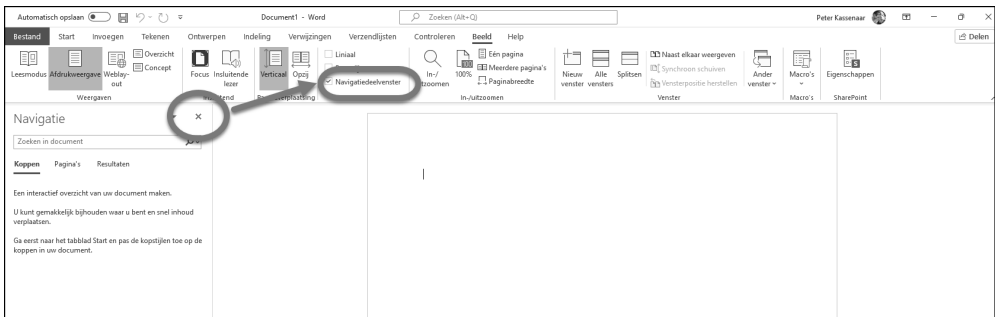 Automatisch opslaan
Document1 - Word
Zoeken (Alt+Q)
Peter Kassenaar
Bestand Start Invoegen Tekenen Ontwerpen Indeling Verwijzingen Verzendlijsten Controleren Beeld Help
Delen
Leesmodus Afdrukweergave Weblay-out
Overzicht
Concept
Weergaven
Focus Insluitende lezer
Verticaal Opzij
Liniaal
Navigatiedeelvenster
In-/
100%
Eén pagina
Meerdere pagina's
Paginabreedte
In-/uitzoomen
Nieuw venster
Alle vensters
Splitsen
Naast elkaar weergeven
Synchroon schuiven
Vensterpositie herstellen
Ander venster
Venster
Macro's
Macro's
Eigenschappen
SharePoint
Navigatie
Zoeken in document
Koppen Pagina's Resultaten
Een interactief overzicht van uw document maken.
U kunt gemakkelijk bijhouden waar u bent en snel inhoud
verplaatsen.
Ga eerst naar het tabblad Start en pas de kopstijlen toe op de
koppen in uw document.